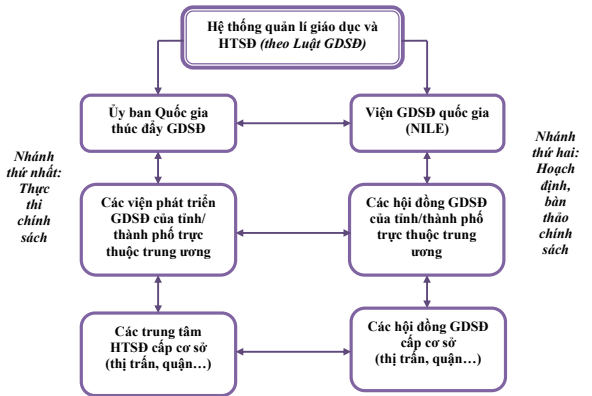 Hệ thống quản lí giáo dục và
HTSĐ (theo Luật GDSĐ)
Ủy ban Quốc gia
thúc đẩy GDSĐ
Viện GDSĐ quốc gia
(NILE)
Nhánh
thứ nhất:
Thực
thi
chính
sách
Nhánh
thứ hai:
Hoạch
định,
bàn
thảo
chính
sách
Các viện phát triển
GDSĐ của tỉnh/
thành phố trực
thuộc trung ương
Các hội đồng GDSĐ
của tỉnh/thành phố
trực thuộc trung
ương
Các trung tâm
HTSĐ cấp cơ sở
(thị trấn, quận…)
Các hội đồng GDSĐ
cấp cơ sở
(thị trấn, quận…)